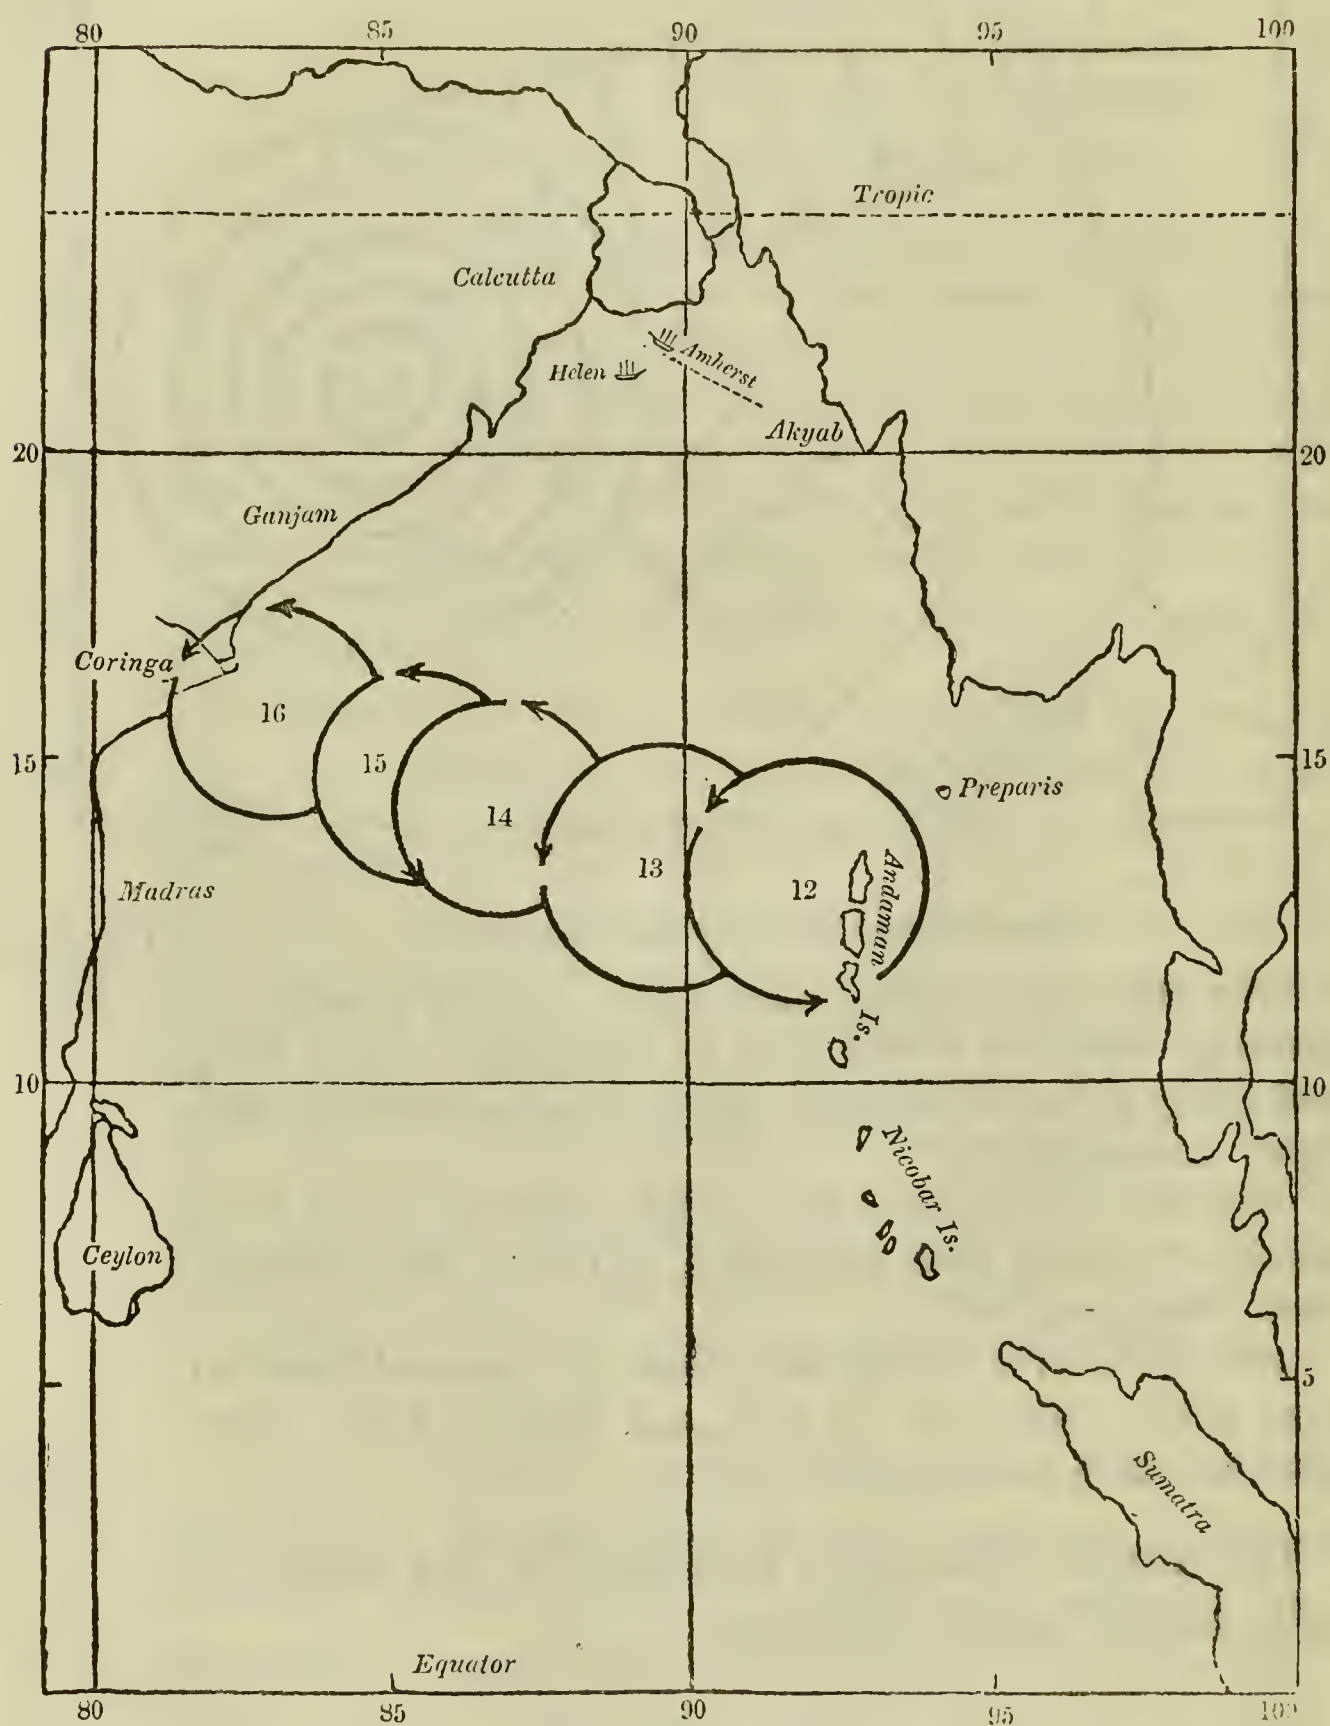 80 85 90 95 100
Tropic
Calcutta
Helen
Amherst
Akyab
20 20
Ganjam
Coringa
16
15 15
15
Preparis
14
13
12
Madras
Andaman
Is.
10 10
Nicobar Is.
Ceylon
5
Sumatra
Equator
80 85 90 95 100